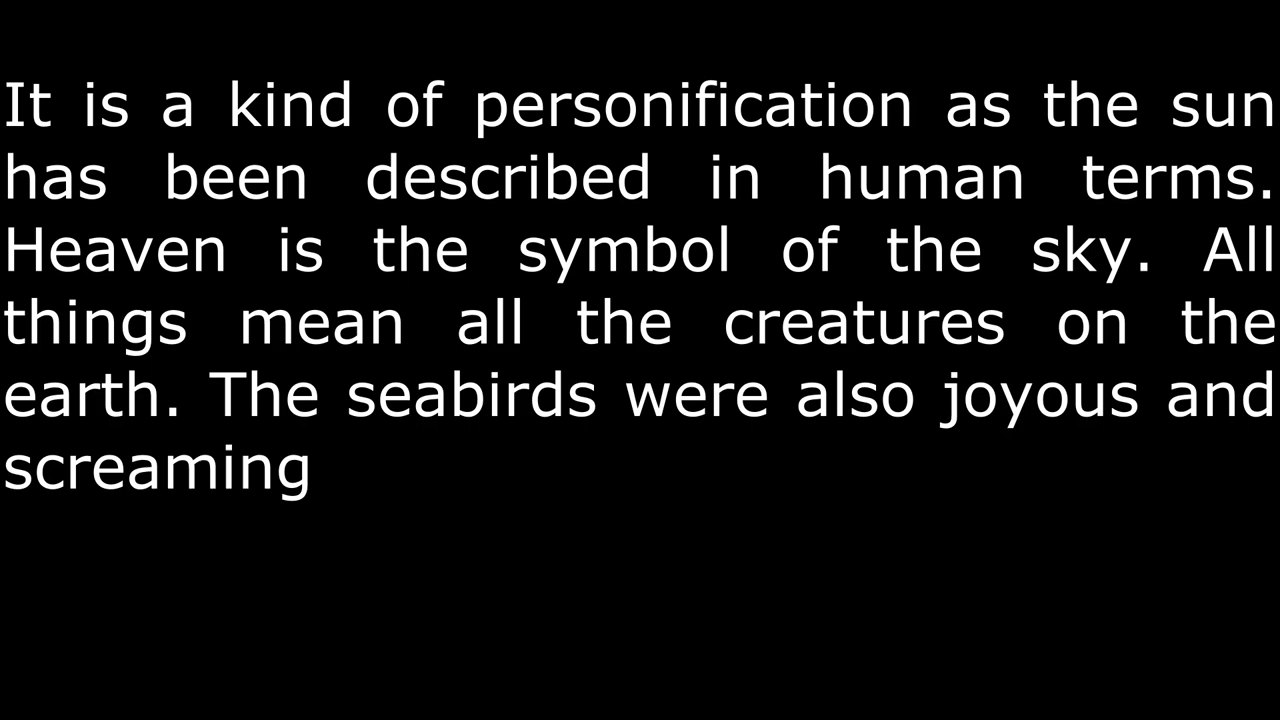 It is a kind of personification as the sun
has been described in human terms.
Heaven is the symbol of the sky. All
things mean all the creatures on the
earth. The seabirds were also joyous and
screaming